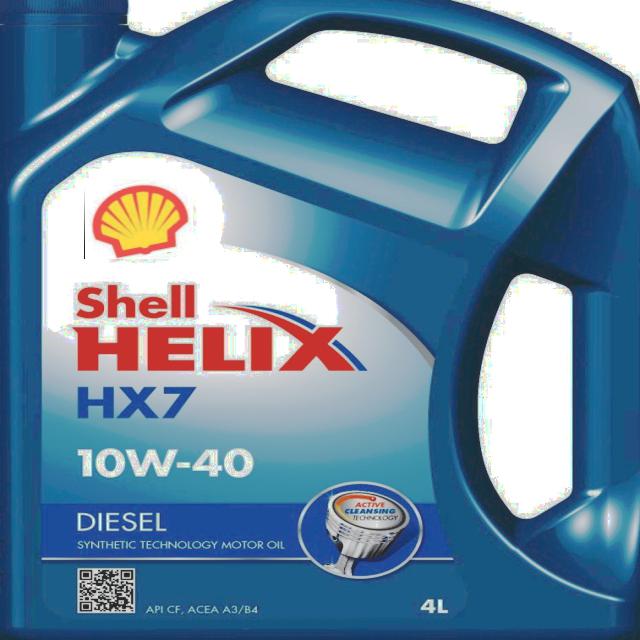 Shell
HELIX
HX7
10W-40
DIESEL
SYNTHETIC TECHNOLOGY MOTOR OIL
ACTIVE
CLEANSING
TECHNOLOGY
API CF, ACEA A3/B4
4L